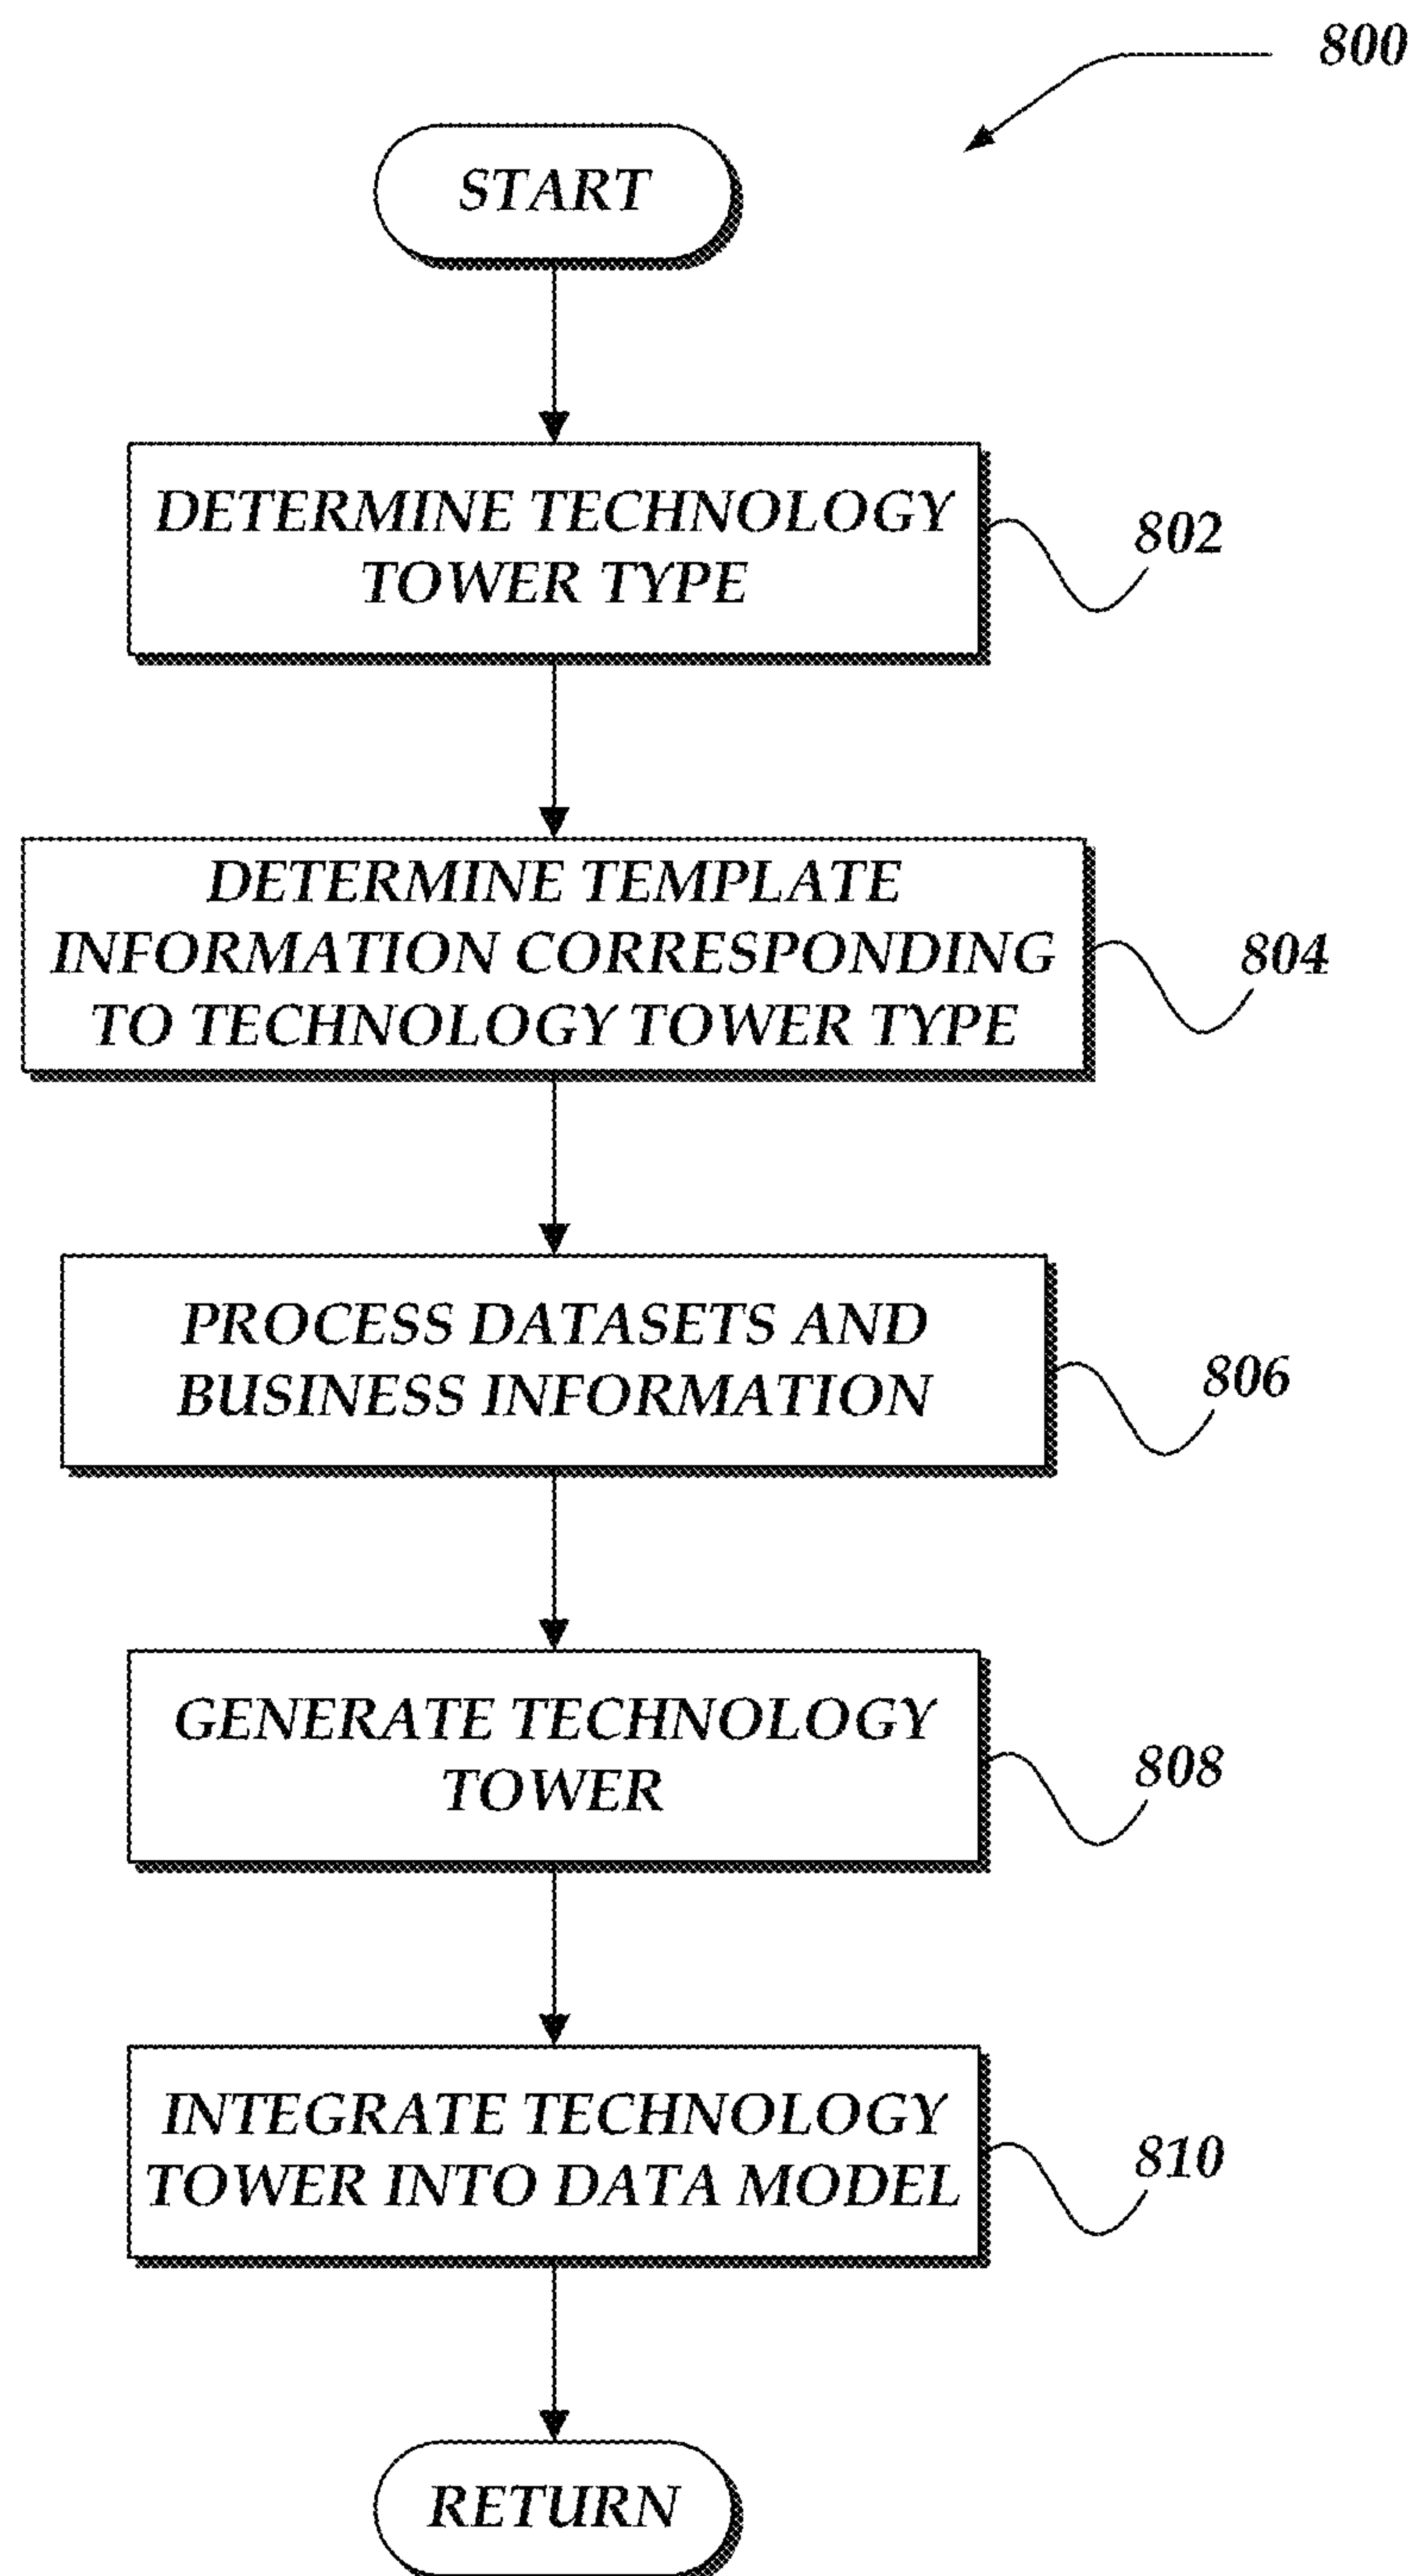 800
START
DETERMINE TECHNOLOGY
TOWER TYPE
802
DETERMINE TEMPLATE
INFORMATION CORRESPONDING
TO TECHNOLOGY TOWER TYPE
804
PROCESS DATASETS AND
BUSINESS INFORMATION
806
GENERATE TECHNOLOGY
TOWER
808
INTEGRATE TECHNOLOGY
TOWER INTO DATA MODEL
810
RETURN